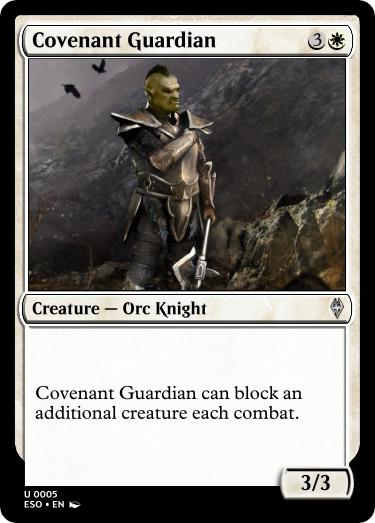 Covenant Guardian 3
Creature — Orc Knight
Covenant Guardian can block an
additional creature each combat.
3/3
U 0005
ESO • EN